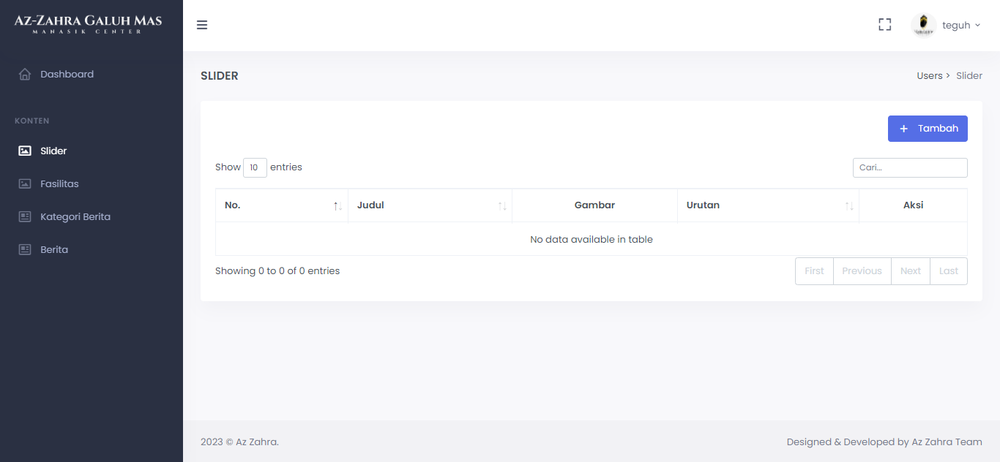 AZ-ZAHRA GALUH MAS
MANASIK CENTER
teguh
Dashboard
KONTEN
Slider
Fasilitas
Kategori Berita
Berita
SLIDER
Users > Slider
+ Tambah
Show 10 entries
Cari...
No. Judul Gambar Urutan Aksi
No data available in table
Showing 0 to 0 of 0 entries
First Previous Next Last
2023 © Az Zahra.
Designed & Developed by Az Zahra Team